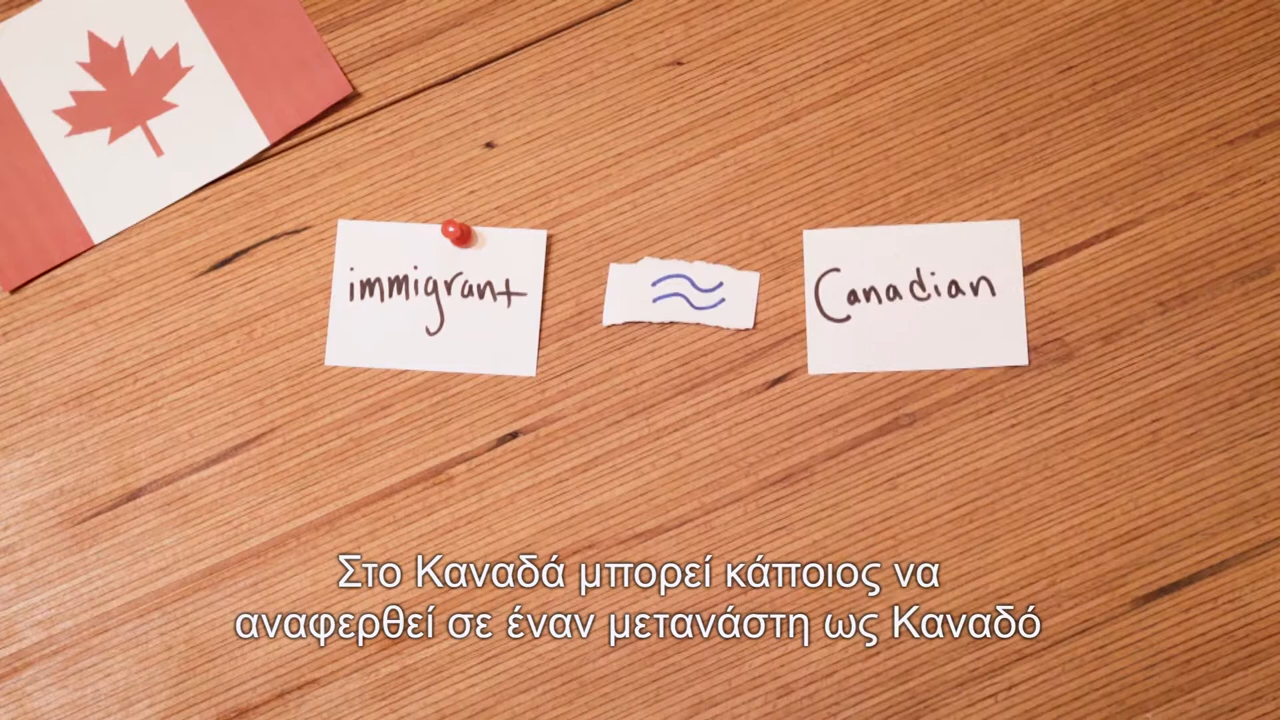 immigrant
≈
Canadian
Στο Καναδά μπορεί κάποιος να
αναφερθεί σε έναν μετανάστη ως Καναδό